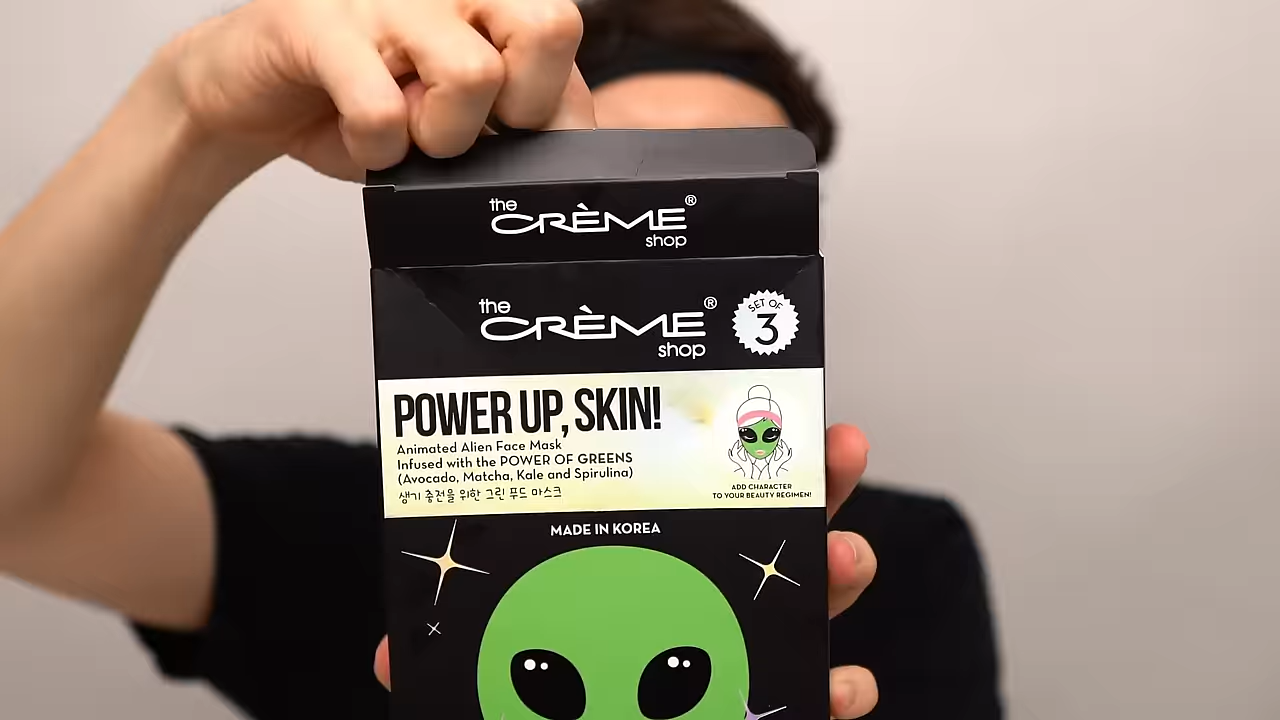 the
CRÈME®
shop
the
CRÈME®
shop
SET OF
3
POWER UP, SKIN!
Animated Alien Face Mask
Infused with the POWER OF GREENS
(Avocado, Matcha, Kale and Spirulina)
생기 충전을 위한 그린 푸드 마스크
ADD CHARACTER
TO YOUR BEAUTY REGIMEN!
MADE IN KOREA